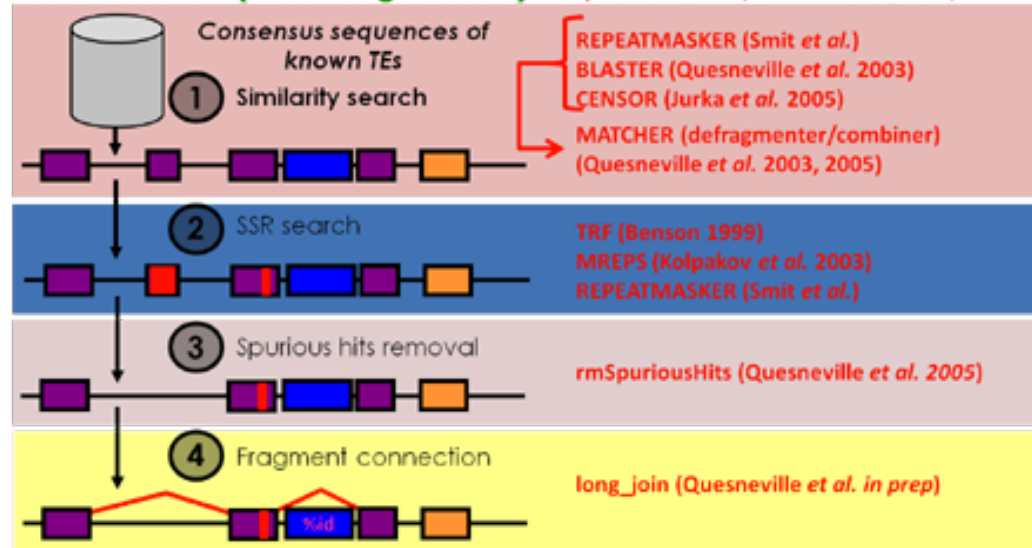 Consensus sequences of
known TEs
1 Similarity search
REPEATMASKER (Smit et al.)
BLASTER (Quesneville et al. 2003)
CENSOR (Jurka et al. 2005)
MATCHER (defragmenter/combiner)
(Quesneville et al. 2003, 2005)
2 SSR search
TRF (Benson 1999)
MREPS (Kolpakov et al. 2003)
REPEATMASKER (Smit et al.)
3 Spurious hits removal
rmSpuriousHits (Quesneville et al. 2005)
4 Fragment connection
long_join (Quesneville et al. in prep)
%id